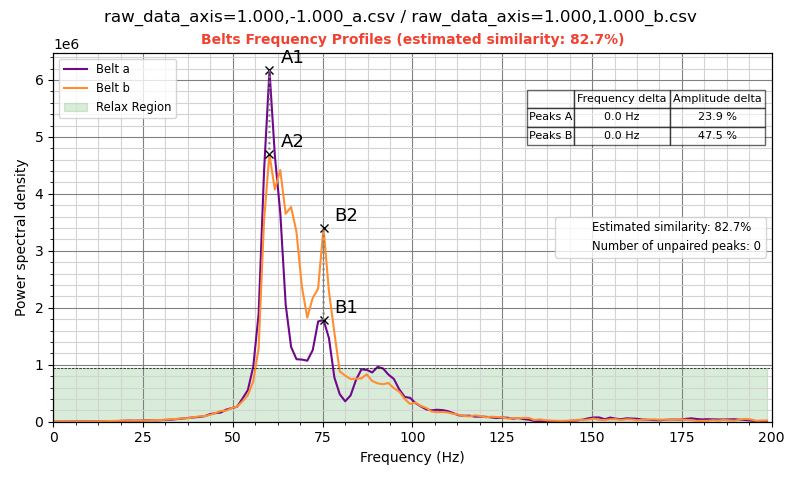 raw_data_axis=1.000,-1.000_a.csv / raw_data_axis=1.000,1.000_b.csv
Belts Frequency Profiles (estimated similarity: 82.7%)
1e6
Belt a
Belt b
Relax Region
A1
A2
B2
B1
Frequency delta Amplitude delta
Peaks A 0.0 Hz 23.9 %
Peaks B 0.0 Hz 47.5 %
Estimated similarity: 82.7%
Number of unpaired peaks: 0
Power spectral density
6
5
4
3
2
1
0
0 25 50 75 100 125 150 175 200
Frequency (Hz)